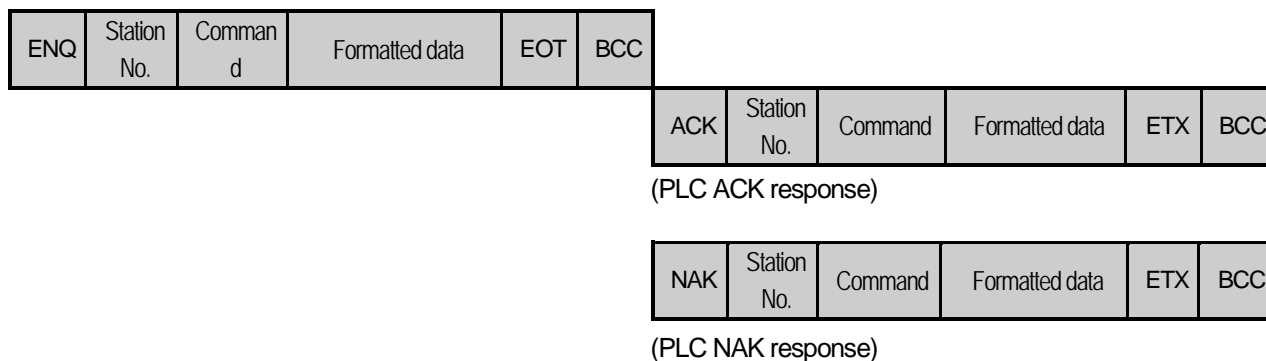 ENQ Station No. Comman d Formatted data EOT BCC
ACK Station No. Command Formatted data ETX BCC
(PLC ACK response)
NAK Station No. Command Formatted data ETX BCC
(PLC NAK response)